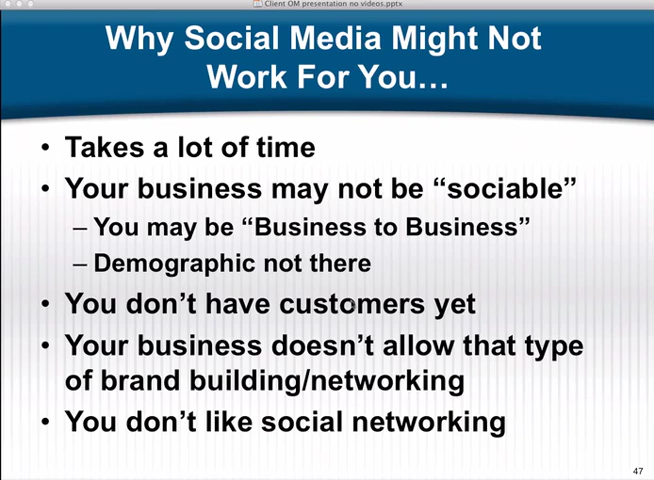 Client OM presentation no videos.pptx
Why Social Media Might Not
Work For You…
• Takes a lot of time
• Your business may not be “sociable”
– You may be “Business to Business”
– Demographic not there
• You don’t have customers yet
• Your business doesn’t allow that type
of brand building/networking
• You don’t like social networking
47